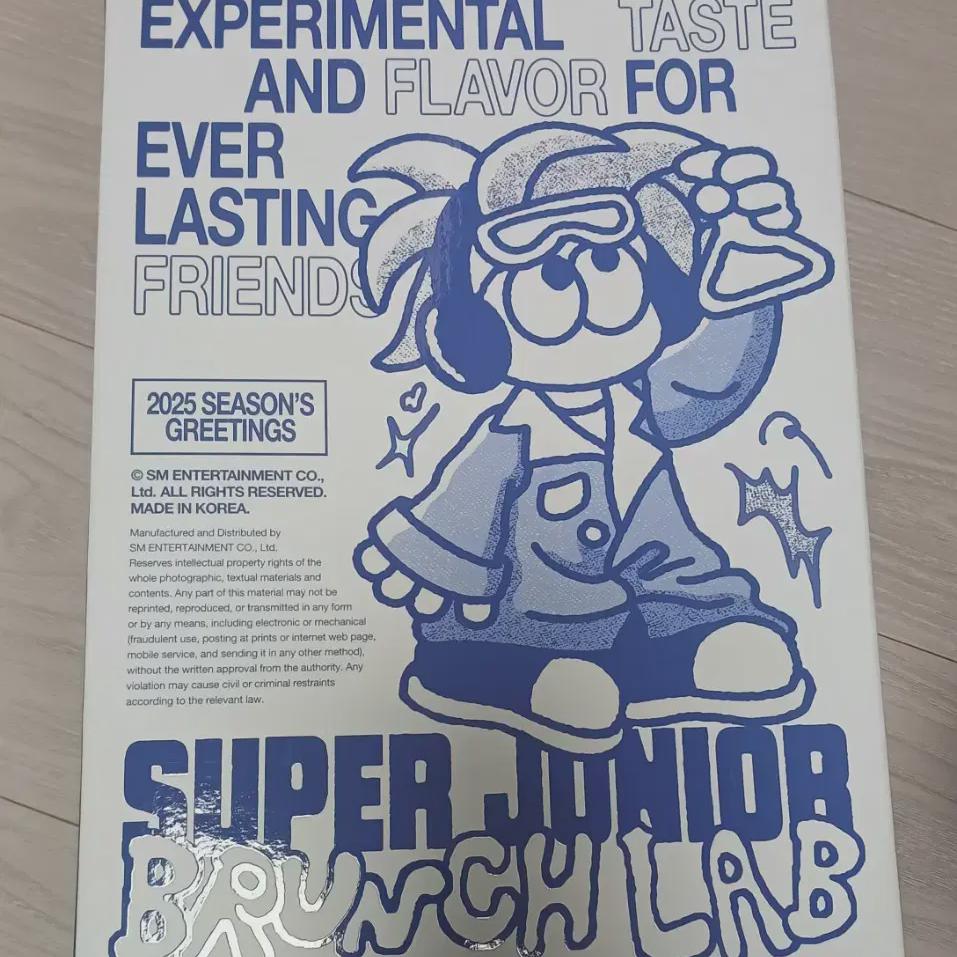 EXPERIMENTAL TASTE
AND FLAVOR FOR
EVER
LASTING
FRIENDS
2025 SEASON'S
GREETINGS
© SM ENTERTAINMENT CO.,
Ltd. ALL RIGHTS RESERVED.
MADE IN KOREA.
Manufactured and Distributed by
SM ENTERTAINMENT CO., Ltd.
Reserves intellectual property rights of the
whole photographic, textual materials and
contents. Any part of this material may not be
reprinted, reproduced, or transmitted in any form
or by any means, including electronic or mechanical
(fraudulent use, posting at prints or internet web page,
mobile service, and sending it in any other method),
without the written approval from the authority. Any
violation may cause civil or criminal restraints
according to the relevant law.
SUPER JUNIOR
BRUNCH LAB